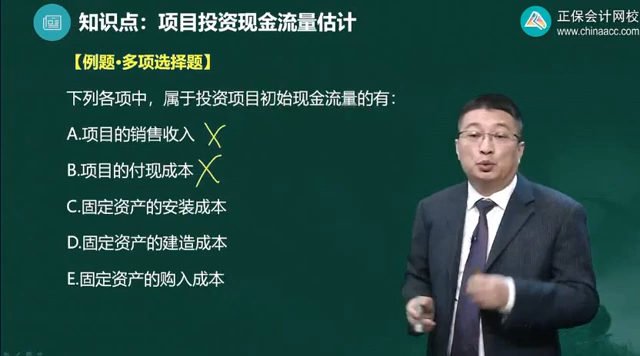 知识点：项目投资现金流量估计
正保会计网校
www.chinaacc.com
【例题·多项选择题】
下列各项中，属于投资项目初始现金流量的有：
A.项目的销售收入
B.项目的付现成本
C.固定资产的安装成本
D.固定资产的建造成本
E.固定资产的购入成本